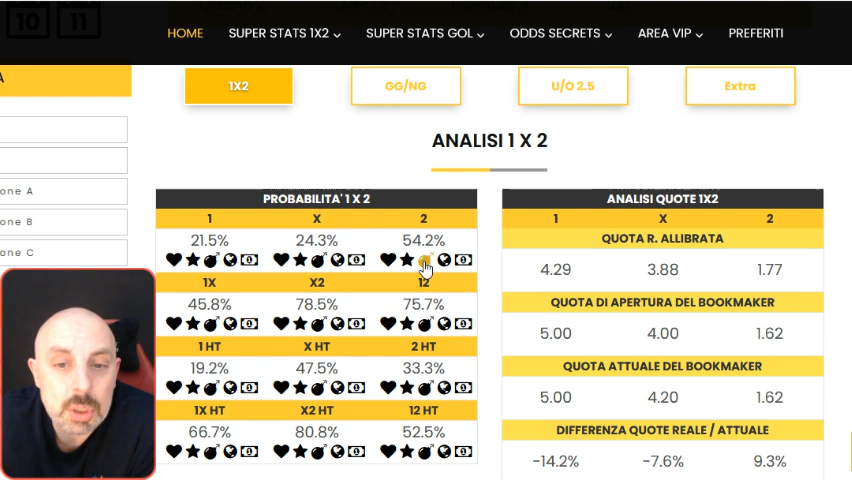 10 11
HOME SUPER STATS 1X2 SUPER STATS GOL ODDS SECRETS AREA VIP PREFERITI
A
1X2 GG/NG U/O 2.5 Extra
ANALISI 1 X 2
one A
one B
one C
PROBABILITA' 1 X 2
1 X 2
21.5% 24.3% 54.2%
1X X2 12
45.8% 78.5% 75.7%
1 HT X HT 2 HT
19.2% 47.5% 33.3%
1X HT X2 HT 12 HT
66.7% 80.8% 52.5%
ANALISI QUOTE 1X2
1 X 2
QUOTA R. ALLIBRATA
4.29 3.88 1.77
QUOTA DI APERTURA DEL BOOKMAKER
5.00 4.00 1.62
QUOTA ATTUALE DEL BOOKMAKER
5.00 4.20 1.62
DIFFERENZA QUOTE REALE / ATTUALE
-14.2% -7.6% 9.3%